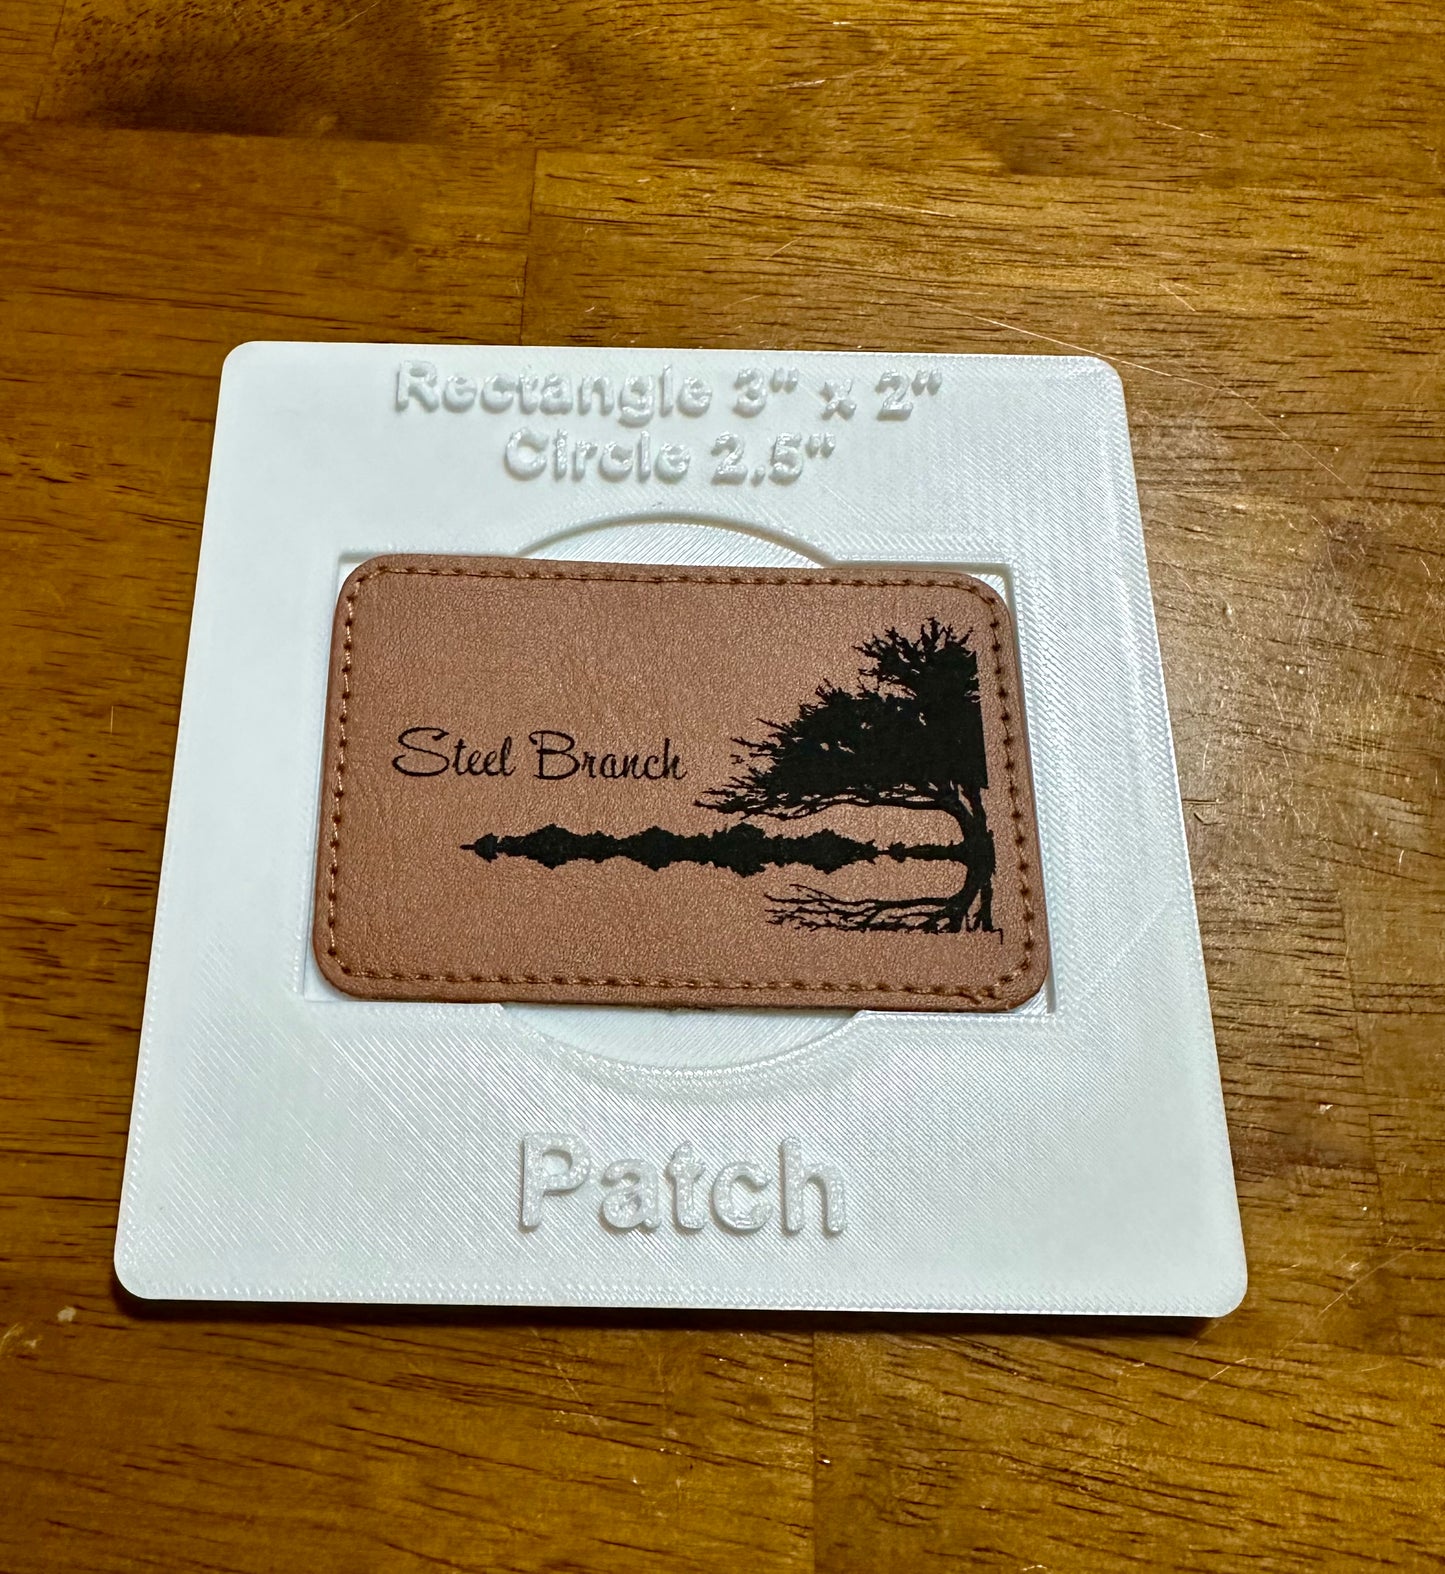 Rectangle 3" x 2"
Circle 2.5"
Steel Branch
Patch